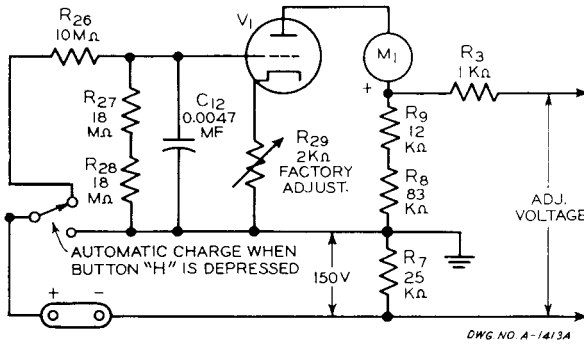 R26
10MΩ
V1
M1
+
R3
1 KΩ
R27
18
MΩ
C12
0.0047
MF
R9
12
KΩ
R29
2KΩ
FACTORY
ADJUST.
R28
18
MΩ
R8
83
KΩ
ADJ.
VOLTAGE
AUTOMATIC CHARGE WHEN
BUTTON "H" IS DEPRESSED
150V
R7
25
KΩ
+ -
DWG. NO. A-1413A